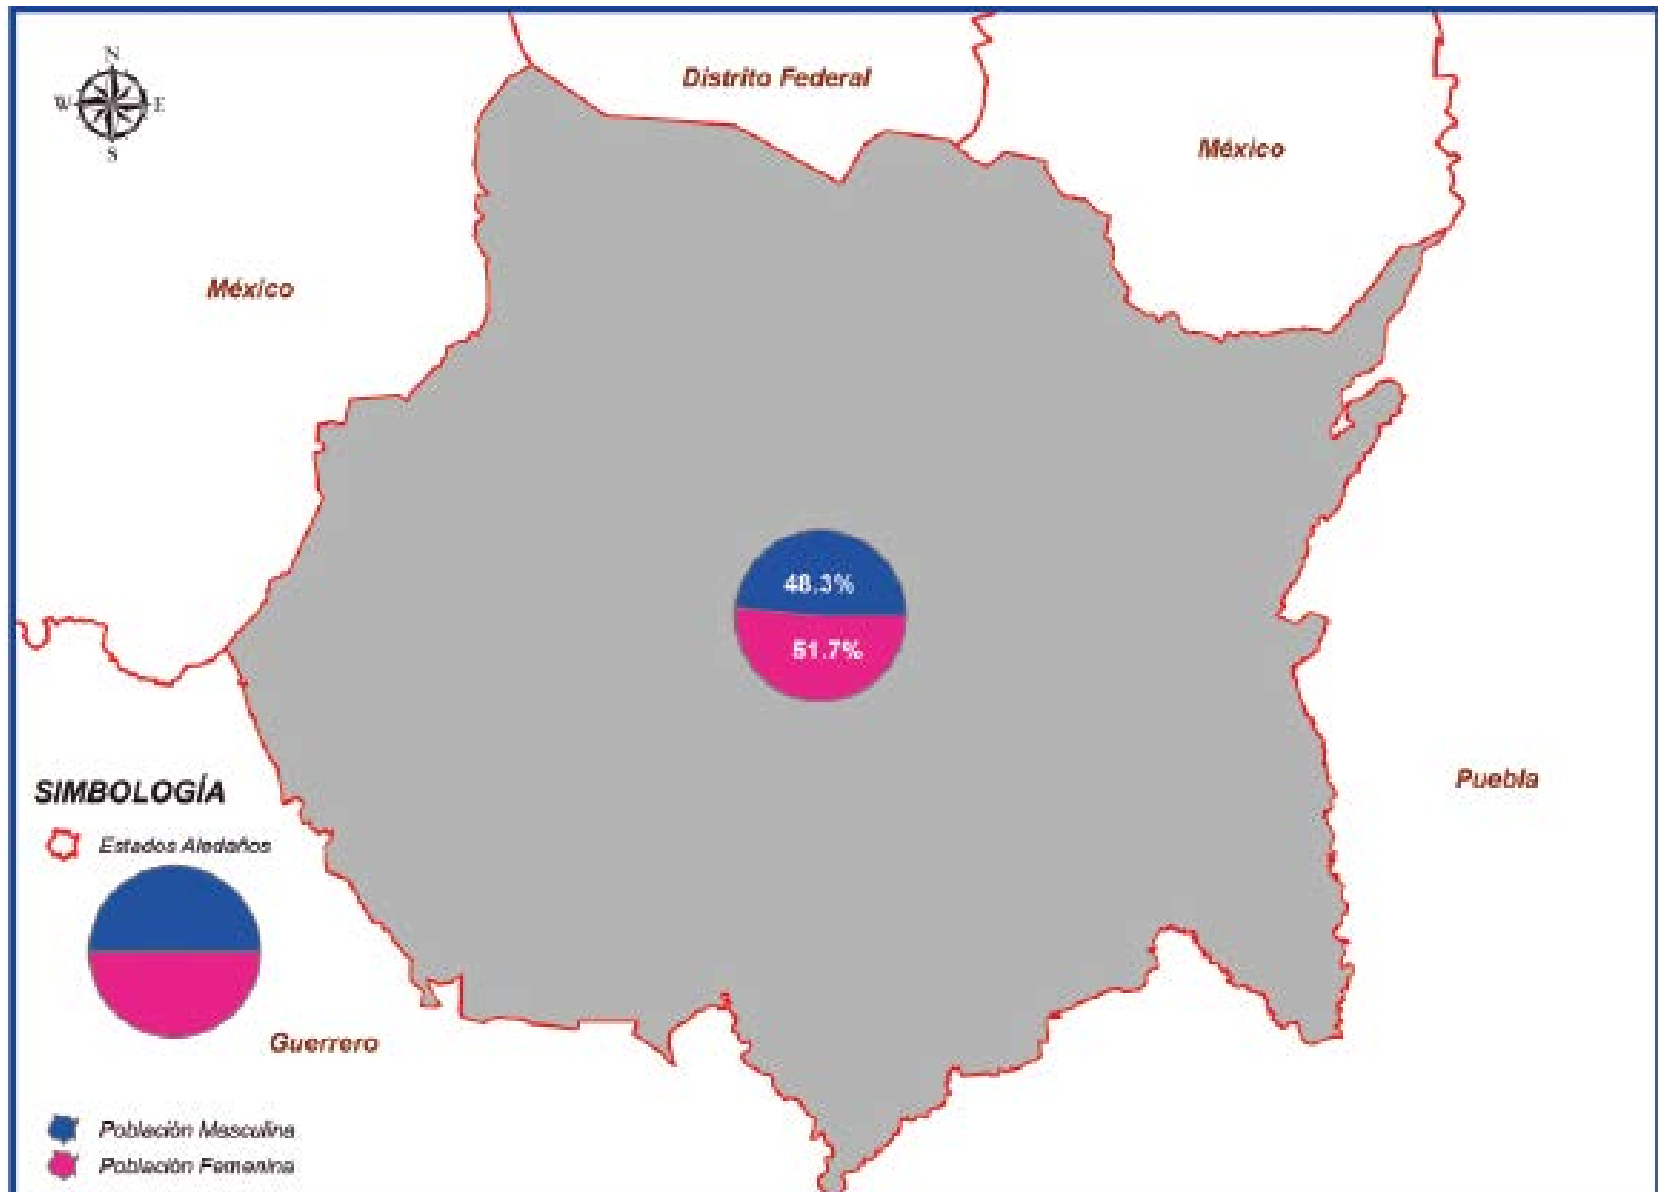 N
W E
S
Distrito Federal
México
México
48.3%
51.7%
Puebla
SIMBOLOGÍA
Estados Aledaños
Guerrero
Población Masculina
Población Femenina